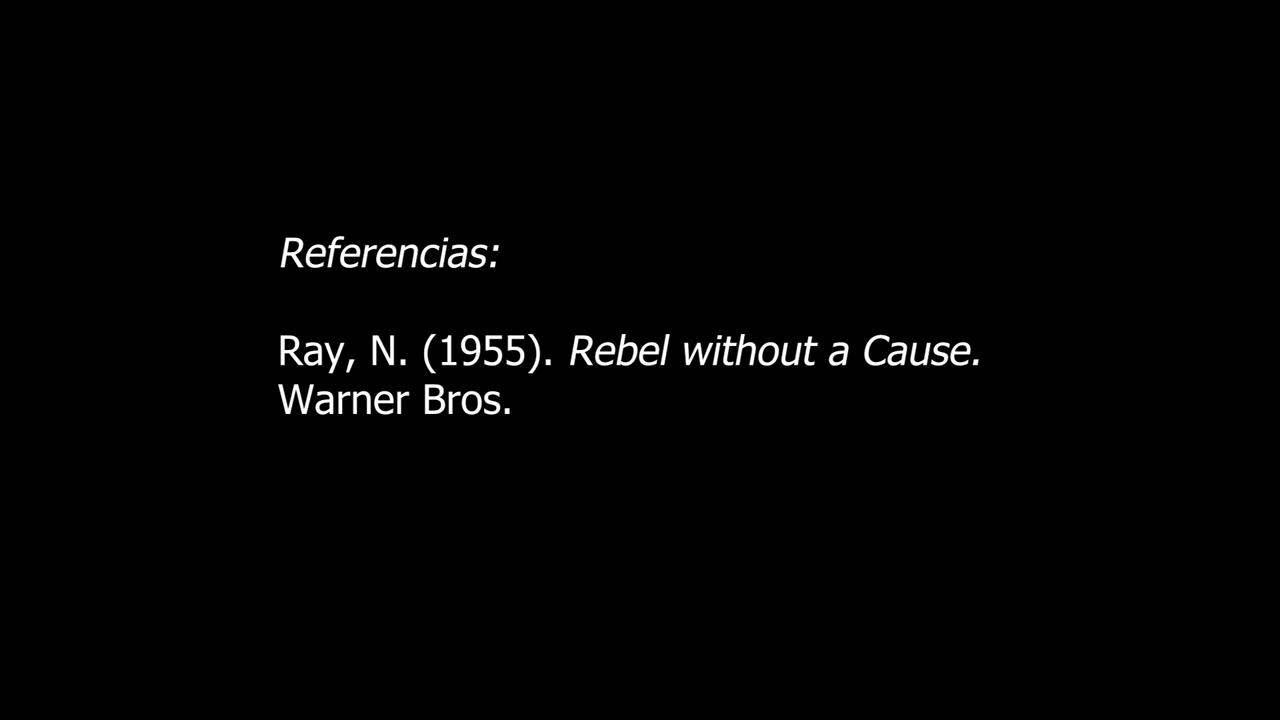 Referencias:
Ray, N. (1955). Rebel without a Cause.
Warner Bros.